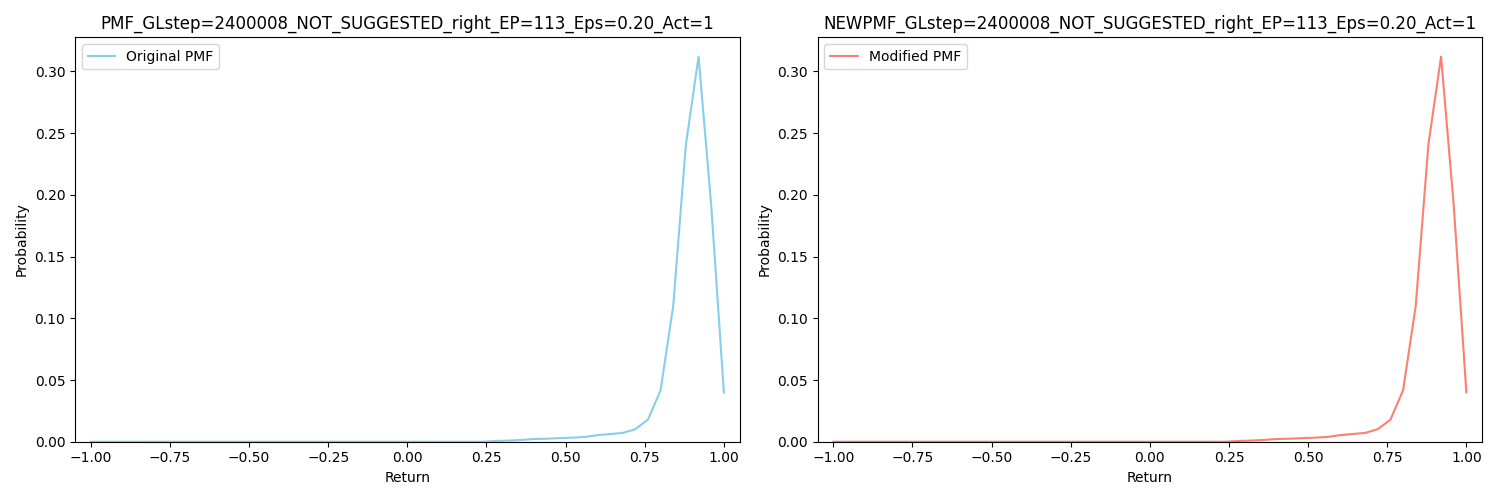 PMF_GLstep=2400008_NOT_SUGGESTED_right_EP=113_Eps=0.20_Act=1
Original PMF
Probability
0.30
0.25
0.20
0.15
0.10
0.05
0.00
−1.00 −0.75 −0.50 −0.25 0.00 0.25 0.50 0.75 1.00
Return
NEWPMF_GLstep=2400008_NOT_SUGGESTED_right_EP=113_Eps=0.20_Act=1
Modified PMF
Probability
0.30
0.25
0.20
0.15
0.10
0.05
0.00
−1.00 −0.75 −0.50 −0.25 0.00 0.25 0.50 0.75 1.00
Return